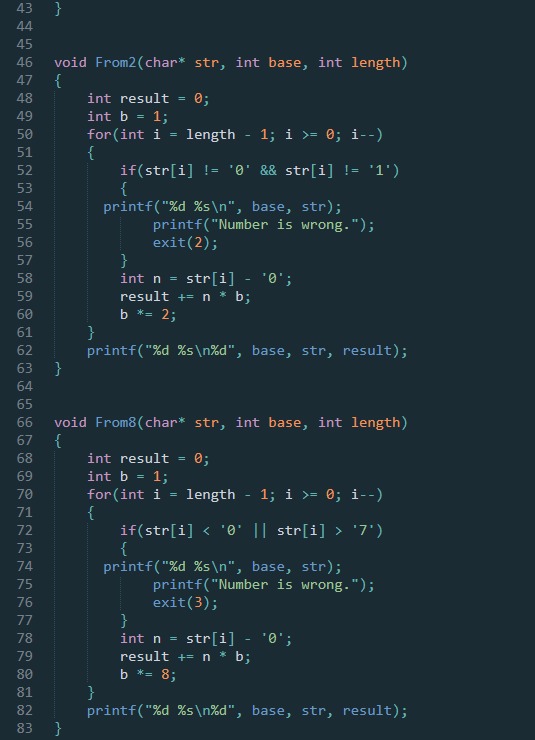 43 }
44
45
46 void From2(char* str, int base, int length)
47 {
48     int result = 0;
49     int b = 1;
50     for(int i = length - 1; i >= 0; i--)
51     {
52         if(str[i] != '0' && str[i] != '1')
53         {
54       printf("%d %s\n", base, str);
55             printf("Number is wrong.");
56             exit(2);
57         }
58         int n = str[i] - '0';
59         result += n * b;
60         b *= 2;
61     }
62     printf("%d %s\n%d", base, str, result);
63 }
64
65
66 void From8(char* str, int base, int length)
67 {
68     int result = 0;
69     int b = 1;
70     for(int i = length - 1; i >= 0; i--)
71     {
72         if(str[i] < '0' || str[i] > '7')
73         {
74       printf("%d %s\n", base, str);
75             printf("Number is wrong.");
76             exit(3);
77         }
78         int n = str[i] - '0';
79         result += n * b;
80         b *= 8;
81     }
82     printf("%d %s\n%d", base, str, result);
83 }